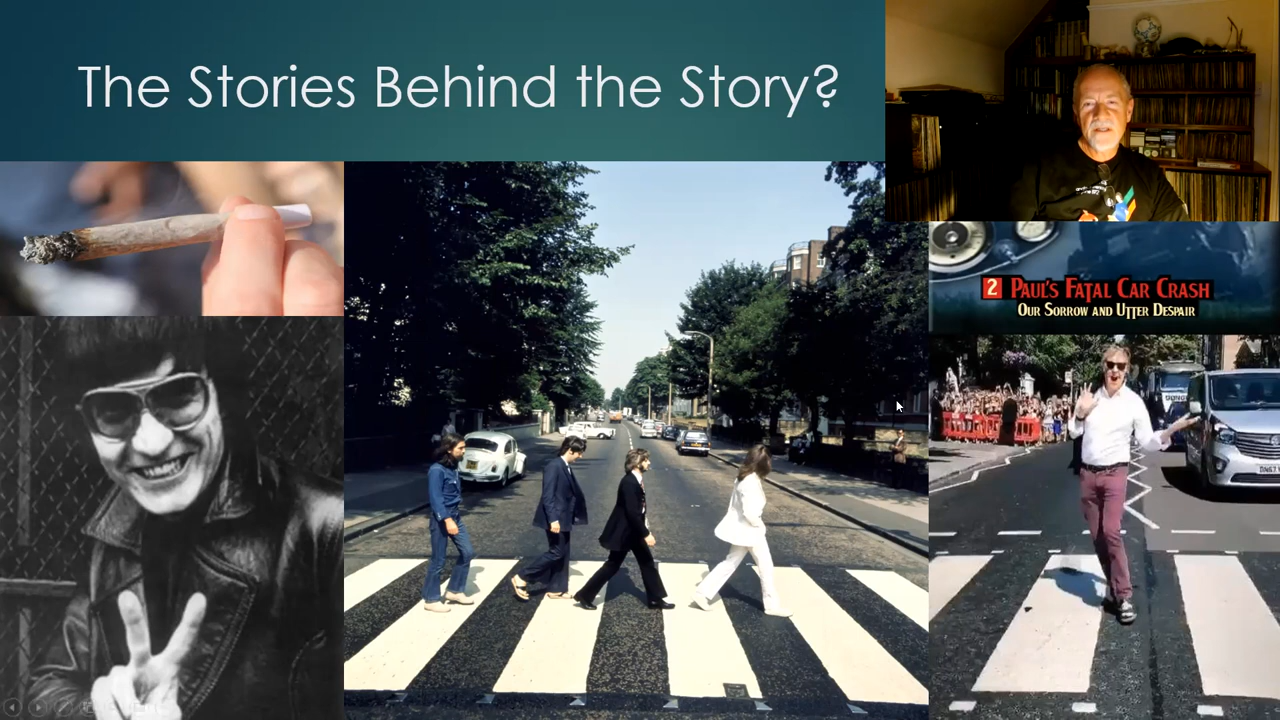 The Stories Behind the Story?
2 PAUL'S FATAL CAR CRASH
OUR SORROW AND UTTER DESPAIR